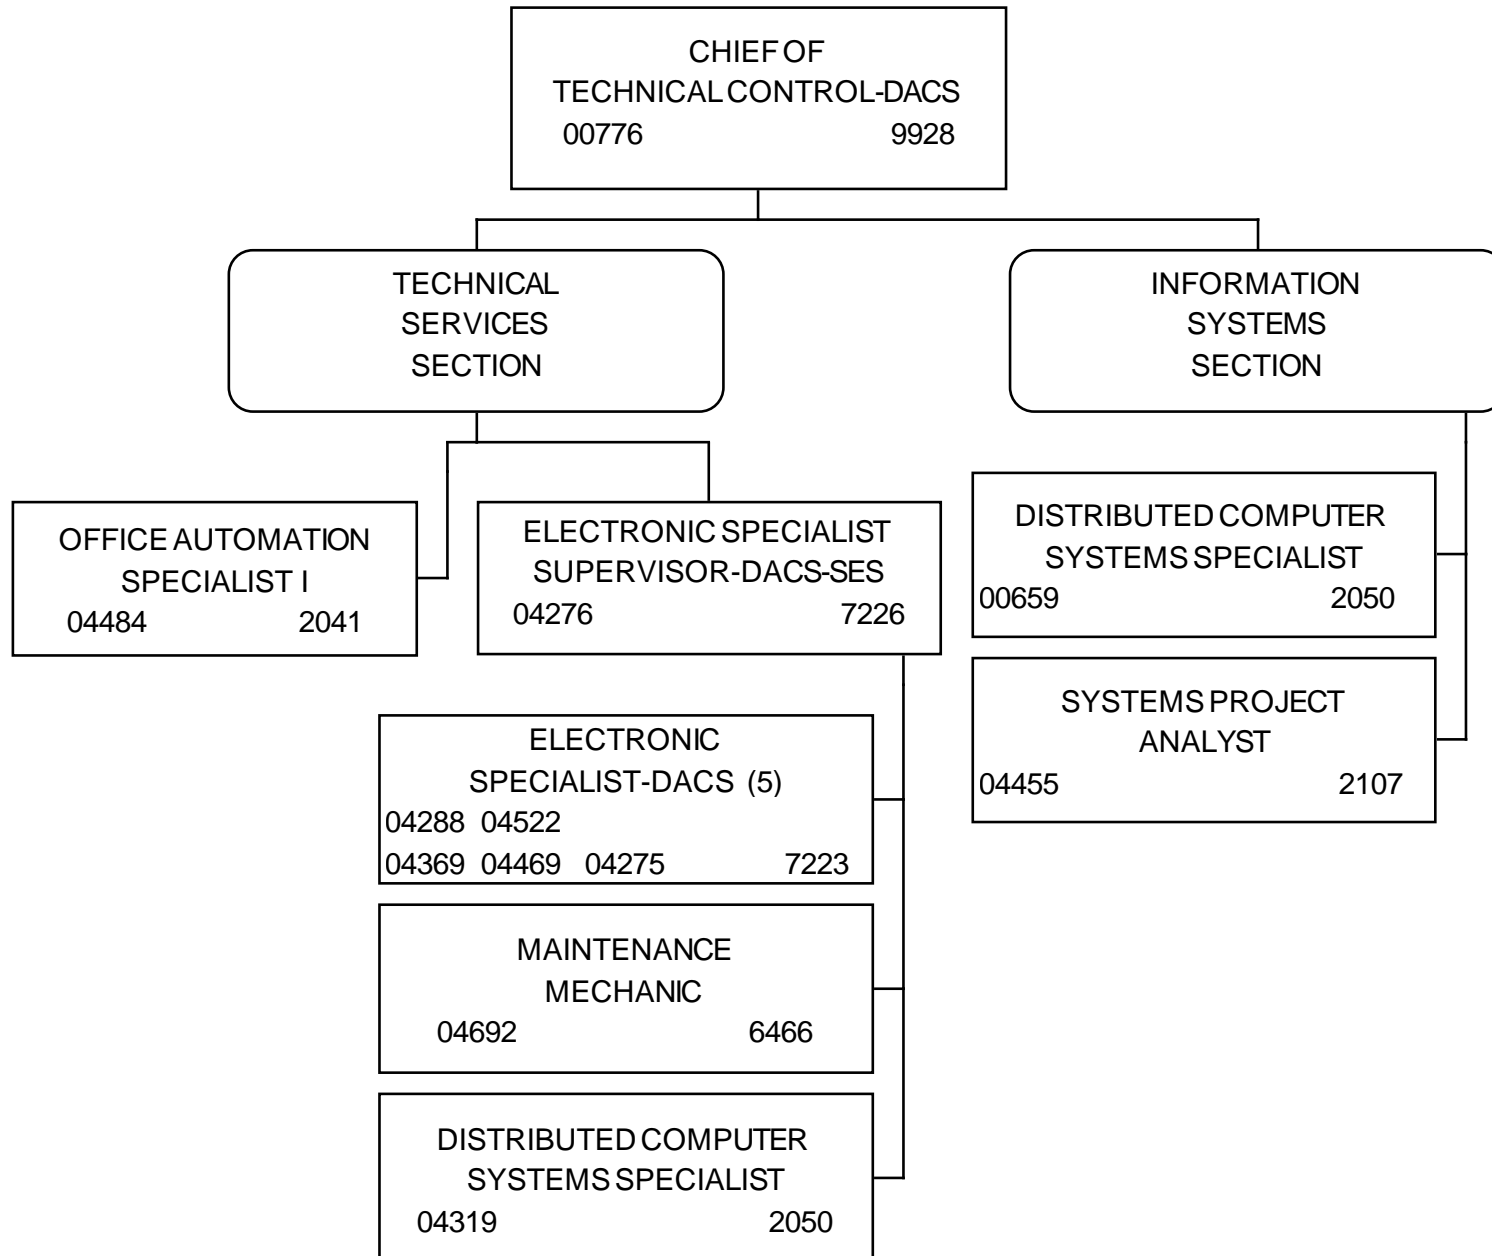 CHIEF OF
TECHNICAL CONTROL-DACS
00776 9928
TECHNICAL
SERVICES
SECTION
INFORMATION
SYSTEMS
SECTION
OFFICE AUTOMATION
SPECIALIST I
04484 2041
ELECTRONIC SPECIALIST
SUPERVISOR-DACS-SES
04276 7226
DISTRIBUTED COMPUTER
SYSTEMS SPECIALIST
00659 2050
SYSTEMS PROJECT
ANALYST
04455 2107
ELECTRONIC
SPECIALIST-DACS (5)
04288 04522
04369 04469 04275 7223
MAINTENANCE
MECHANIC
04692 6466
DISTRIBUTED COMPUTER
SYSTEMS SPECIALIST
04319 2050